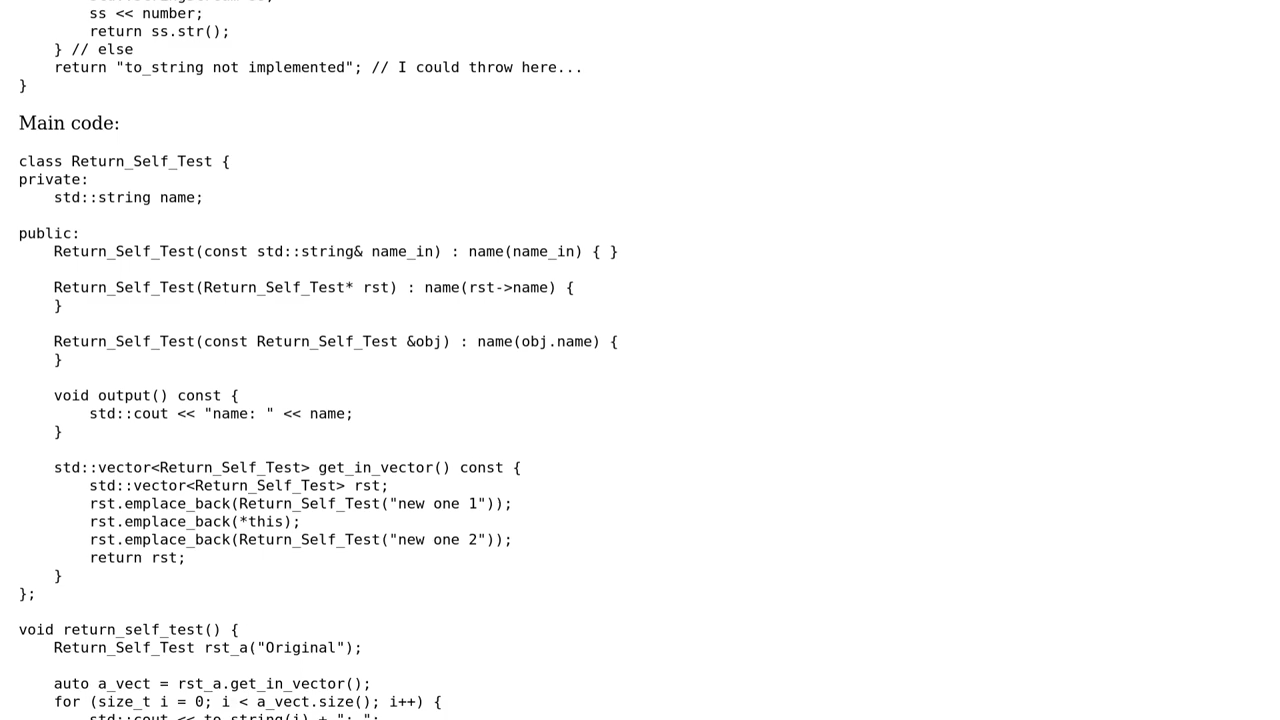 ss << number;
return ss.str();
} // else
return "to_string not implemented"; // I could throw here...
}
Main code:
class Return_Self_Test {
private:
std::string name;
public:
Return_Self_Test(const std::string& name_in) : name(name_in) { }
Return_Self_Test(Return_Self_Test* rst) : name(rst->name) {
}
Return_Self_Test(const Return_Self_Test &obj) : name(obj.name) {
}
void output() const {
std::cout << "name: " << name;
}
std::vector<Return_Self_Test> get_in_vector() const {
std::vector<Return_Self_Test> rst;
rst.emplace_back(Return_Self_Test("new one 1"));
rst.emplace_back(*this);
rst.emplace_back(Return_Self_Test("new one 2"));
return rst;
}
};
void return_self_test() {
Return_Self_Test rst_a("Original");
auto a_vect = rst_a.get_in_vector();
for (size_t i = 0; i < a_vect.size(); i++) {
std::cout << to_string(i) + ": ";